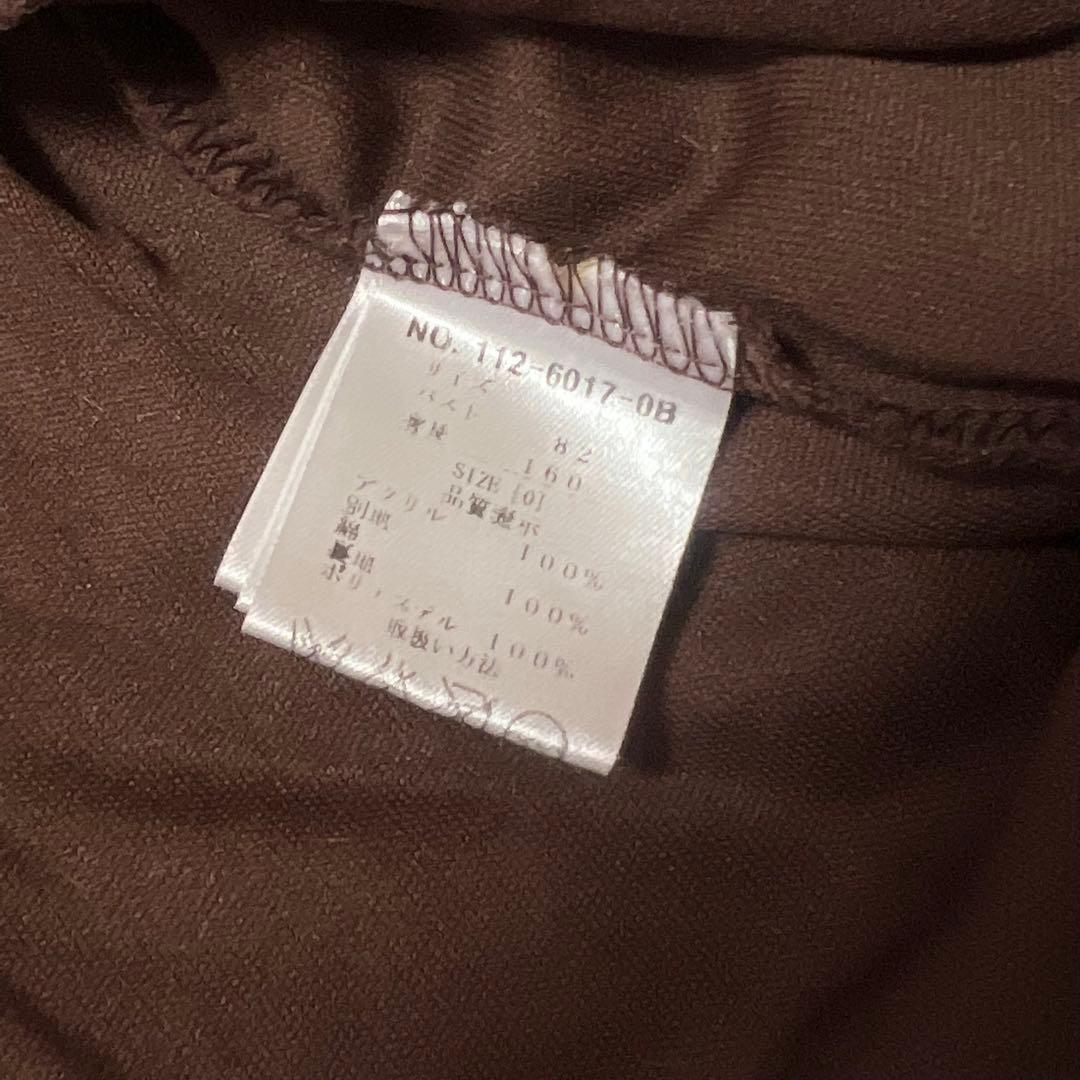 NO. 112-6017-0B
サイズ
バスト 82
身長 160
SIZE [0]
品質表示
アクリル 100%
別地
綿 100%
裏地
ポリエステル 100%
取扱い方法